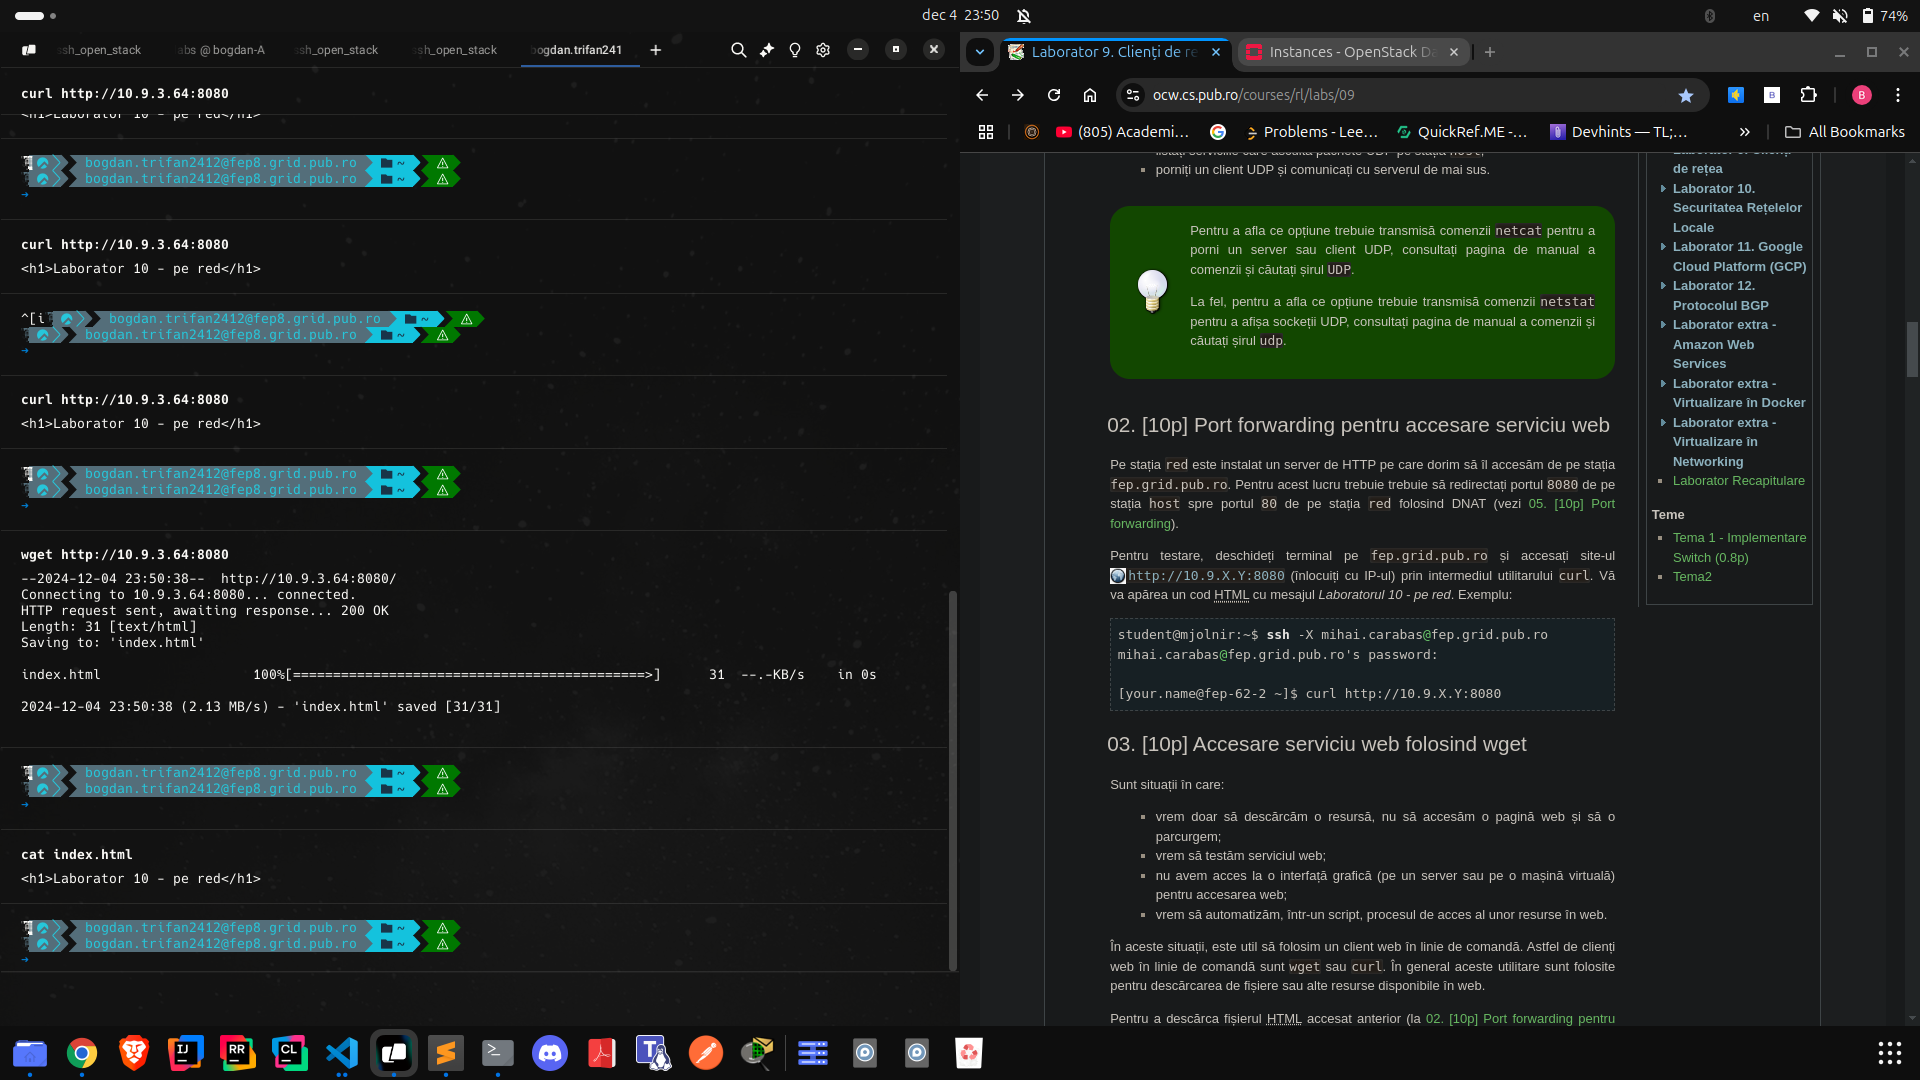 dec 4 23:50
en
74%
ssh_open_stack
abs @ bogdan-A
ssh_open_stack
ssh_open_stack
bogdan.trifan241
curl http://10.9.3.64:8080
<h1>Laborator 10 - pe red</h1>
bogdan.trifan2412@fep8.grid.pub.ro ~
bogdan.trifan2412@fep8.grid.pub.ro ~
curl http://10.9.3.64:8080
<h1>Laborator 10 - pe red</h1>
^[i bogdan.trifan2412@fep8.grid.pub.ro ~
bogdan.trifan2412@fep8.grid.pub.ro ~
curl http://10.9.3.64:8080
<h1>Laborator 10 - pe red</h1>
bogdan.trifan2412@fep8.grid.pub.ro ~
bogdan.trifan2412@fep8.grid.pub.ro ~
wget http://10.9.3.64:8080
--2024-12-04 23:50:38--  http://10.9.3.64:8080/
Connecting to 10.9.3.64:8080... connected.
HTTP request sent, awaiting response... 200 OK
Length: 31 [text/html]
Saving to: 'index.html'
index.html 100%[============================================>] 31 --.-KB/s in 0s
2024-12-04 23:50:38 (2.13 MB/s) - 'index.html' saved [31/31]
bogdan.trifan2412@fep8.grid.pub.ro ~
bogdan.trifan2412@fep8.grid.pub.ro ~
cat index.html
<h1>Laborator 10 - pe red</h1>
bogdan.trifan2412@fep8.grid.pub.ro ~
bogdan.trifan2412@fep8.grid.pub.ro ~
Laborator 9. Clienți de re
Instances - OpenStack Da
ocw.cs.pub.ro/courses/rl/labs/09
B
B
(805) Academi...
Problems - Lee...
QuickRef.ME -...
Devhints — TL;...
»
All Bookmarks
listați serviciile care ascultă pachete UDP pe stația host;
porniți un client UDP și comunicați cu serverul de mai sus.
Pentru a afla ce opțiune trebuie transmisă comenzii netcat pentru a
porni un server sau client UDP, consultați pagina de manual a
comenzii și căutați șirul UDP.
La fel, pentru a afla ce opțiune trebuie transmisă comenzii netstat
pentru a afișa sockeții UDP, consultați pagina de manual a comenzii și
căutați șirul udp.
02. [10p] Port forwarding pentru accesare serviciu web
Pe stația red este instalat un server de HTTP pe care dorim să îl accesăm de pe stația
fep.grid.pub.ro. Pentru acest lucru trebuie trebuie să redirectați portul 8080 de pe
stația host spre portul 80 de pe stația red folosind DNAT (vezi 05. [10p] Port
forwarding).
Pentru testare, deschideți terminal pe fep.grid.pub.ro și accesați site-ul
http://10.9.X.Y:8080 (înlocuiți cu IP-ul) prin intermediul utilitarului curl. Vă
va apărea un cod HTML cu mesajul Laboratorul 10 - pe red. Exemplu:
student@mjolnir:~$ ssh -X mihai.carabas@fep.grid.pub.ro
mihai.carabas@fep.grid.pub.ro's password:
[your.name@fep-62-2 ~]$ curl http://10.9.X.Y:8080
03. [10p] Accesare serviciu web folosind wget
Sunt situații în care:
vrem doar să descărcăm o resursă, nu să accesăm o pagină web și să o
parcurgem;
vrem să testăm serviciul web;
nu avem acces la o interfață grafică (pe un server sau pe o mașină virtuală)
pentru accesarea web;
vrem să automatizăm, într-un script, procesul de acces al unor resurse în web.
În aceste situații, este util să folosim un client web în linie de comandă. Astfel de clienți
web în linie de comandă sunt wget sau curl. În general aceste utilitare sunt folosite
pentru descărcarea de fișiere sau alte resurse disponibile în web.
Pentru a descărca fișierul HTML accesat anterior (la 02. [10p] Port forwarding pentru
de rețea
Laborator 10.
Securitatea Rețelelor
Locale
Laborator 11. Google
Cloud Platform (GCP)
Laborator 12.
Protocolul BGP
Laborator extra -
Amazon Web
Services
Laborator extra -
Virtualizare în Docker
Laborator extra -
Virtualizare în
Networking
Laborator Recapitulare
Teme
Tema 1 - Implementare
Switch (0.8p)
Tema2
IJ
RR
CL
T